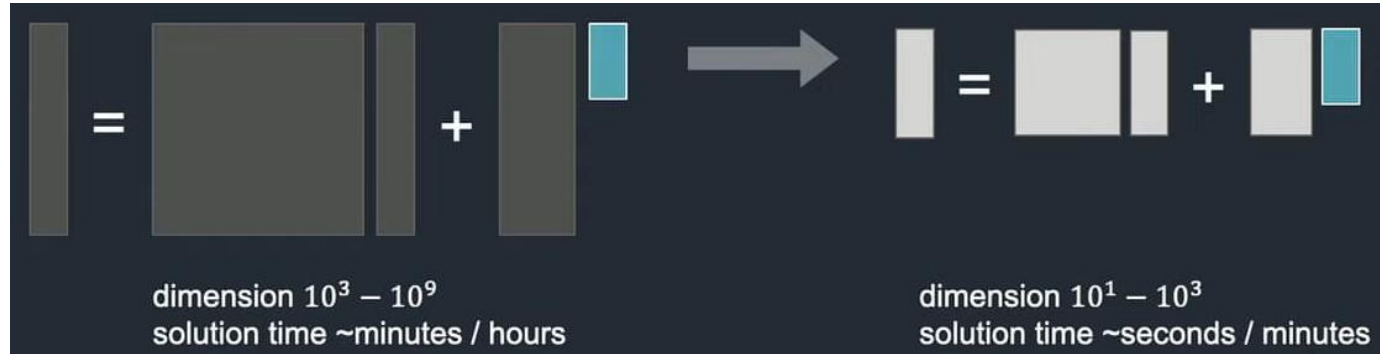 = + = +
dimension 10³ − 10⁹
solution time ~minutes / hours
dimension 10¹ − 10³
solution time ~seconds / minutes